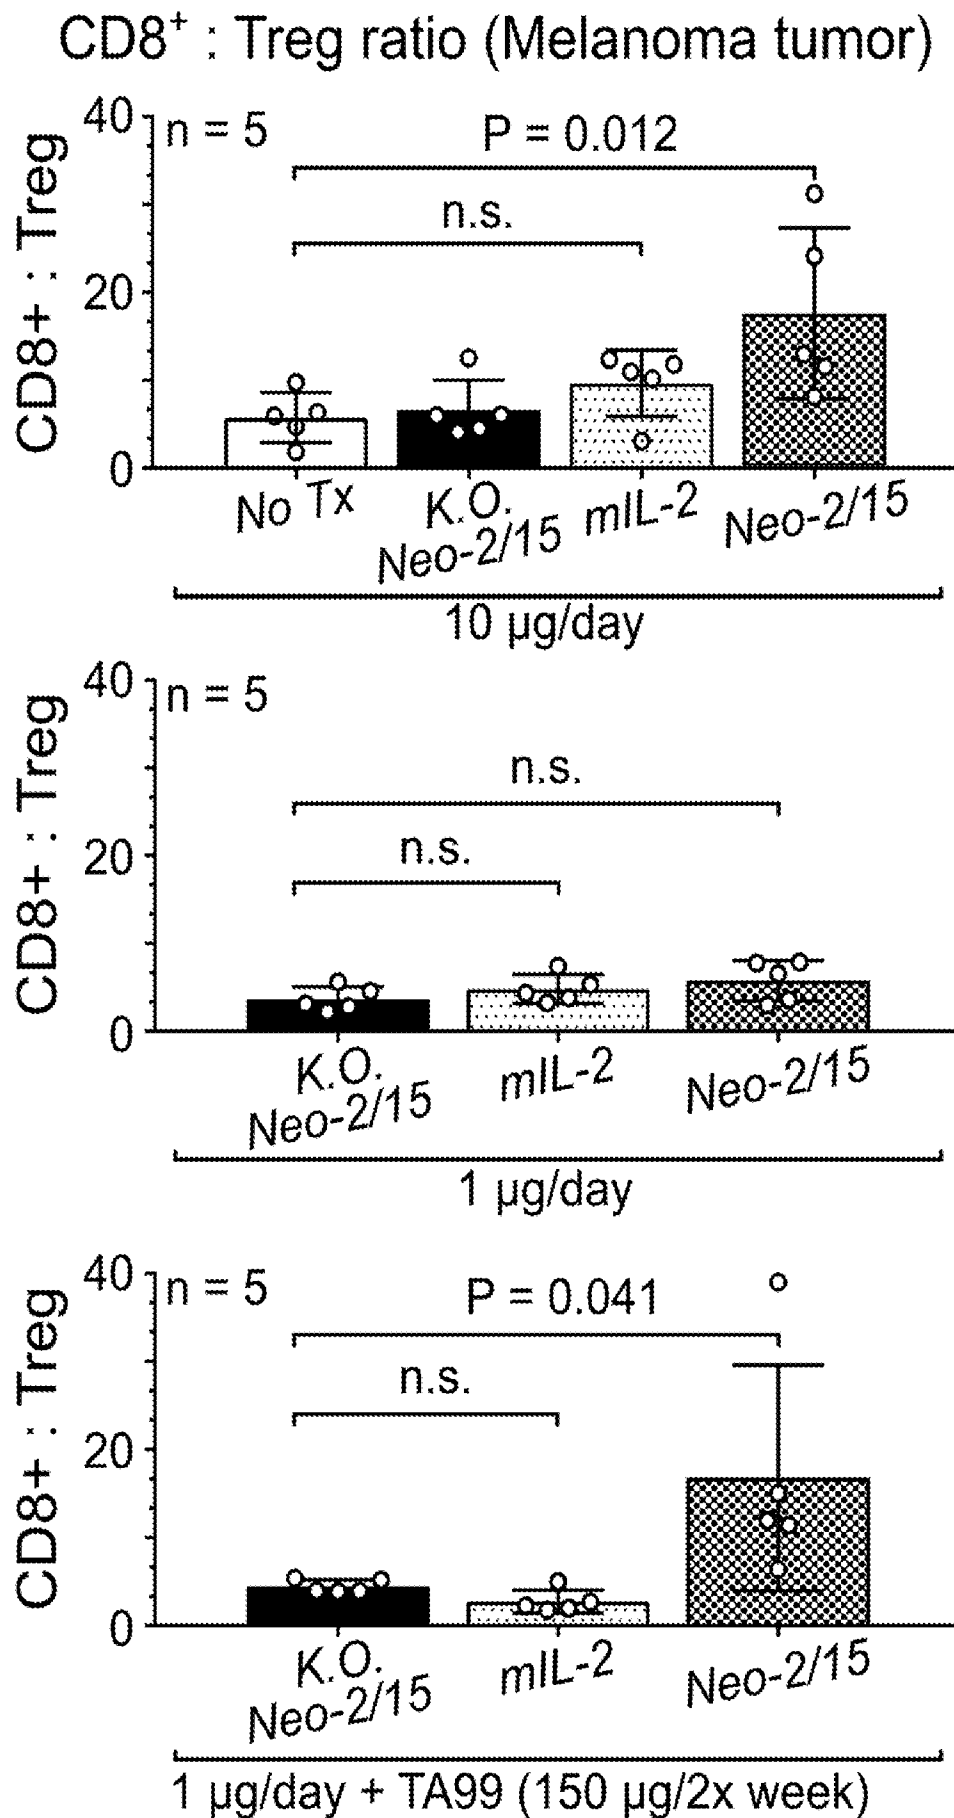 CD8⁺ : Treg ratio (Melanoma tumor)
CD8+ : Treg
40
20
0
n = 5
P = 0.012
n.s.
No Tx
K.O.
Neo-2/15
mIL-2
Neo-2/15
10 µg/day
CD8+ : Treg
40
20
0
n = 5
n.s.
n.s.
K.O.
Neo-2/15
mIL-2
Neo-2/15
1 µg/day
CD8+ : Treg
40
20
0
n = 5
P = 0.041
n.s.
K.O.
Neo-2/15
mIL-2
Neo-2/15
1 µg/day + TA99 (150 µg/2x week)